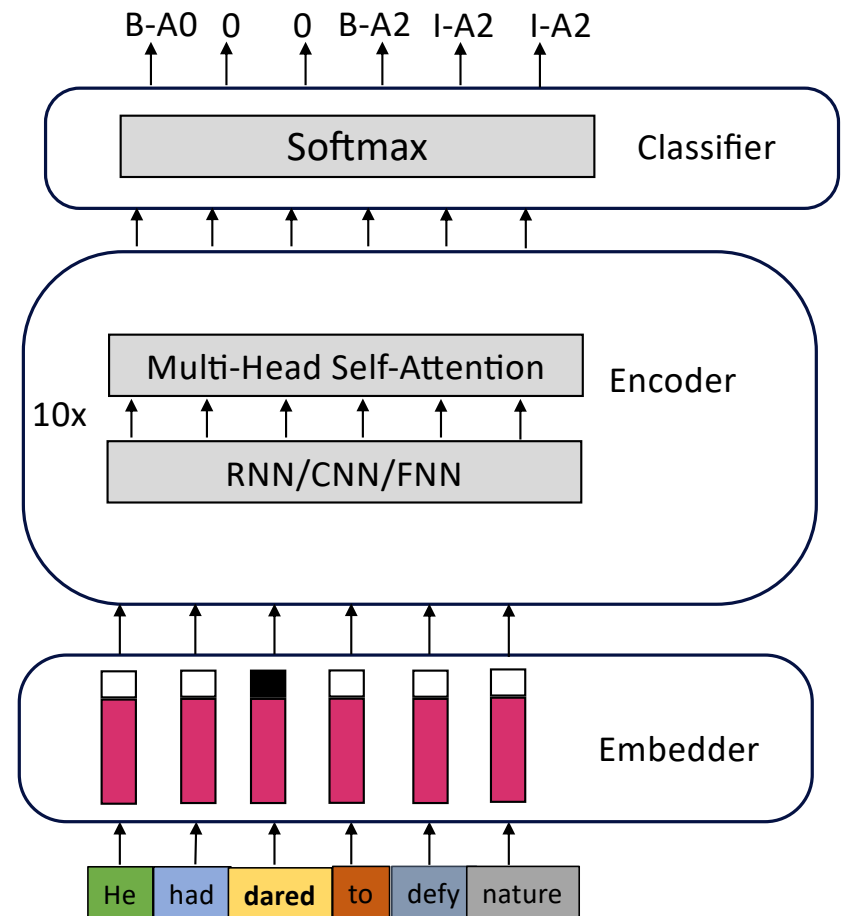 B-A0 0 0 B-A2 I-A2 I-A2
Softmax
Classifier
Multi-Head Self-Attention
Encoder
10x
RNN/CNN/FNN
Embedder
He had dared to defy nature